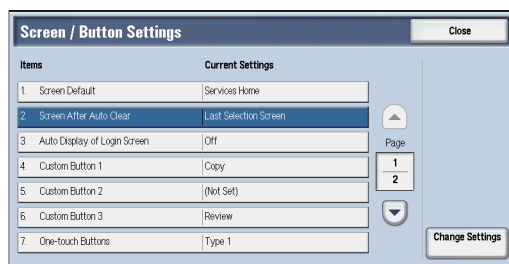 Screen / Button Settings
Close
Items Current Settings
1. Screen Default Services Home
2. Screen After Auto Clear Last Selection Screen
3. Auto Display of Login Screen Off
4. Custom Button 1 Copy
5. Custom Button 2 (Not Set)
6. Custom Button 3 Review
7. One-touch Buttons Type 1
Page
1
2
Change Settings